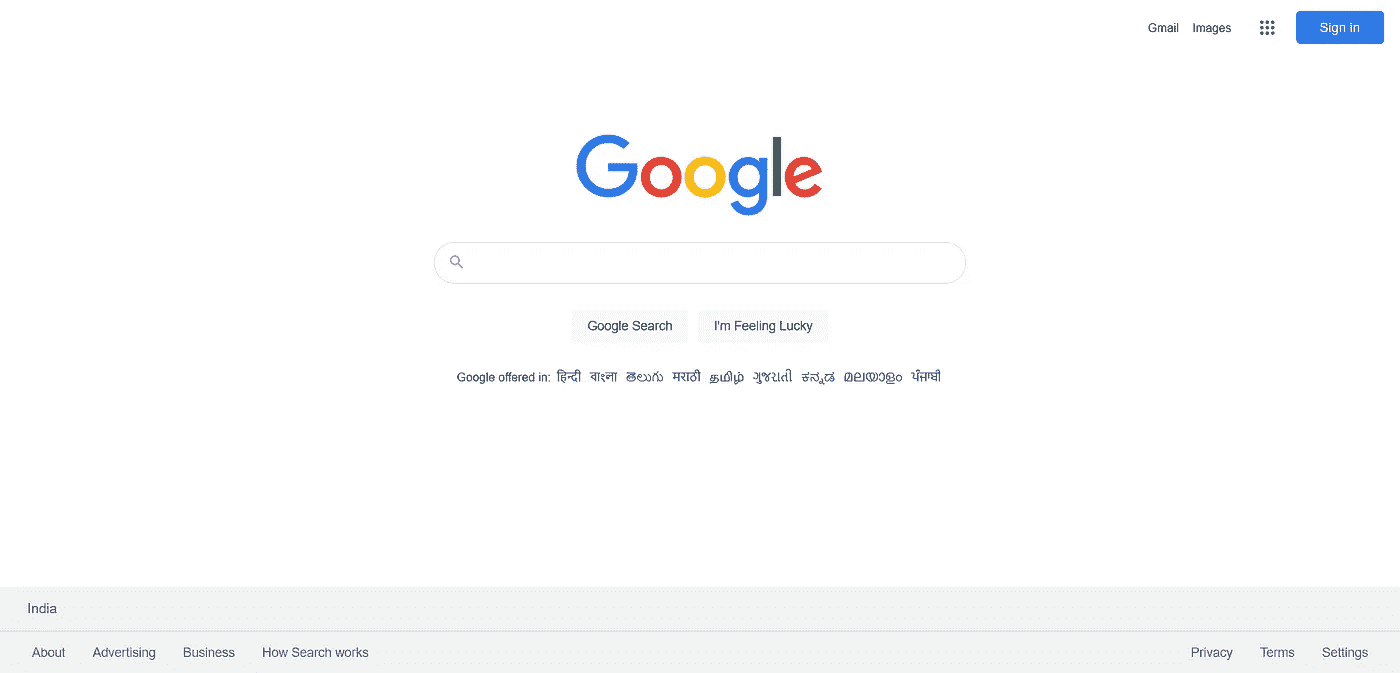 Gmail Images Sign in
Google
Google Search I'm Feeling Lucky
Google offered in: हिन्दी বাংলা తెలుగు मराठी தமிழ் ગુજરાતી ಕನ್ನಡ മലയാളം ਪੰਜਾਬੀ
India
About Advertising Business How Search works Privacy Terms Settings